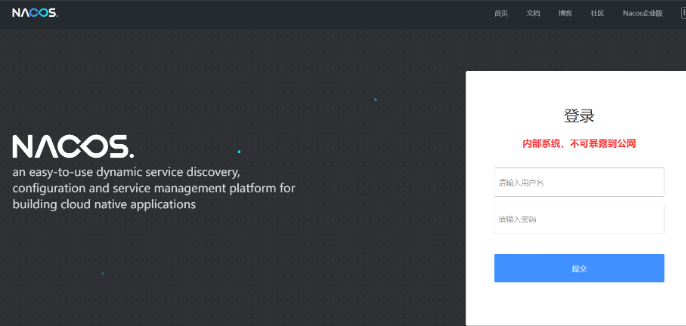 NACOS.
首页 文档 博客 社区 Nacos企业版
登录
内部系统，不可暴露到公网
NACOS.
an easy-to-use dynamic service discovery,
configuration and service management platform for
building cloud native applications
请输入用户名
请输入密码
提交